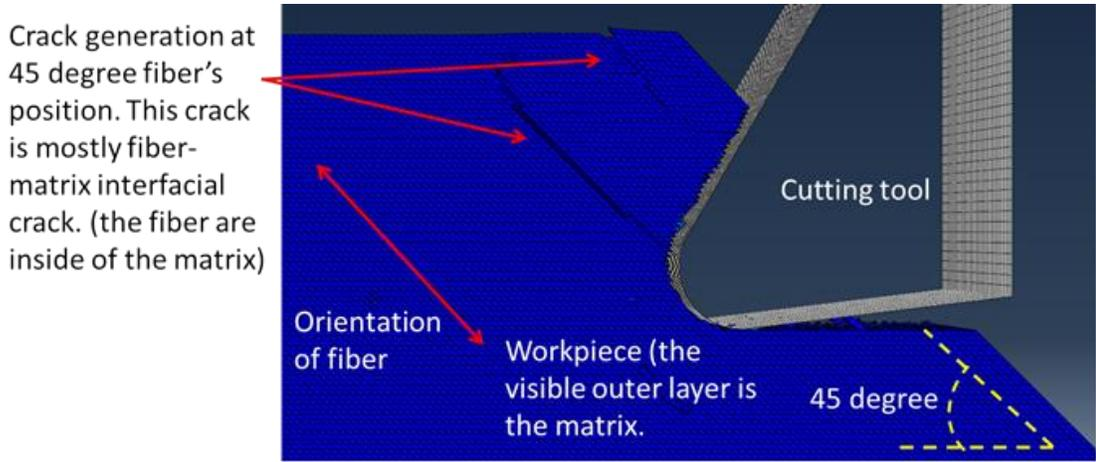 Crack generation at
45 degree fiber's
position. This crack
is mostly fiber-
matrix interfacial
crack. (the fiber are
inside of the matrix)
Cutting tool
Orientation
of fiber
Workpiece (the
visible outer layer is
the matrix.
45 degree